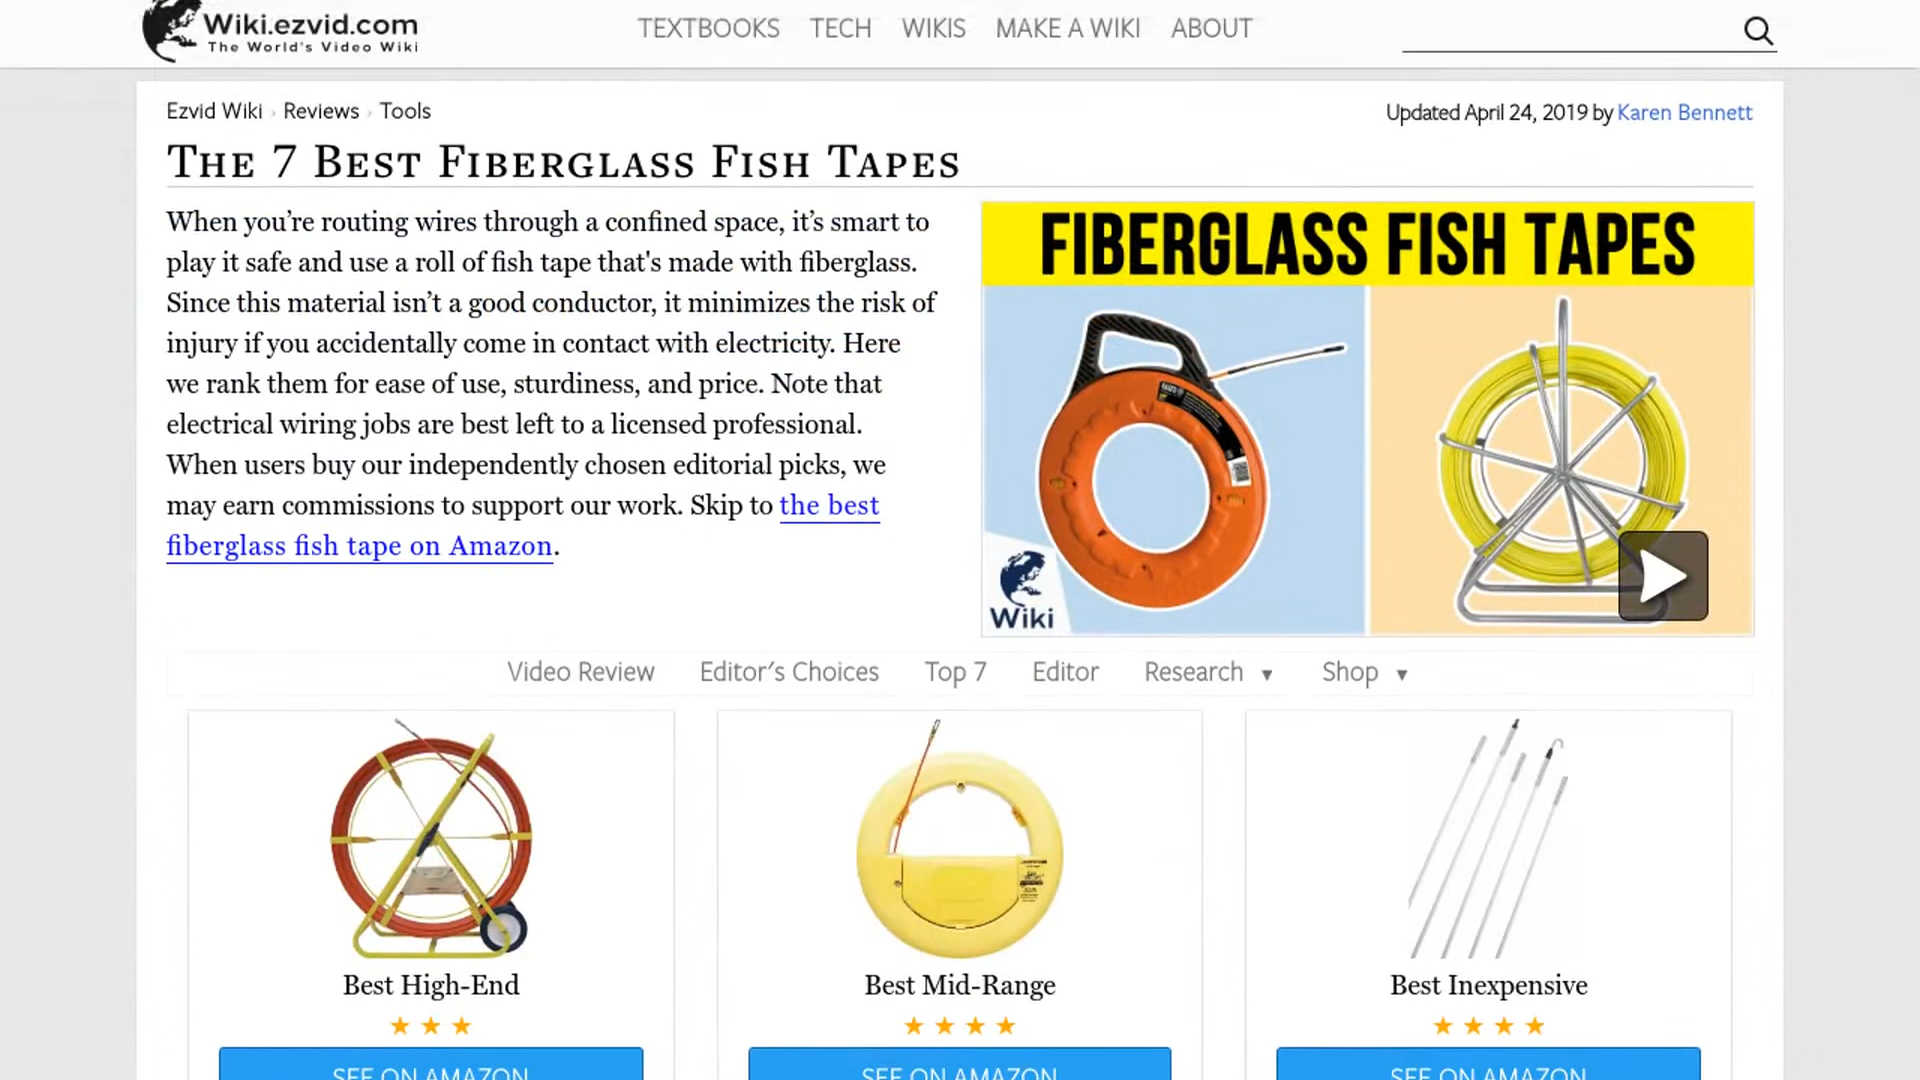 Wiki.ezvid.com
The World's Video Wiki
TEXTBOOKS TECH WIKIS MAKE A WIKI ABOUT
Ezvid Wiki › Reviews › Tools
Updated April 24, 2019 by Karen Bennett
The 7 Best Fiberglass Fish Tapes
When you’re routing wires through a confined space, it’s smart to
play it safe and use a roll of fish tape that's made with fiberglass.
Since this material isn’t a good conductor, it minimizes the risk of
injury if you accidentally come in contact with electricity. Here
we rank them for ease of use, sturdiness, and price. Note that
electrical wiring jobs are best left to a licensed professional.
When users buy our independently chosen editorial picks, we
may earn commissions to support our work. Skip to the best
fiberglass fish tape on Amazon.
FIBERGLASS FISH TAPES
Wiki
Video Review Editor's Choices Top 7 Editor Research ▼ Shop ▼
Best High-End
Best Mid-Range
Best Inexpensive
SEE ON AMAZON
SEE ON AMAZON
SEE ON AMAZON